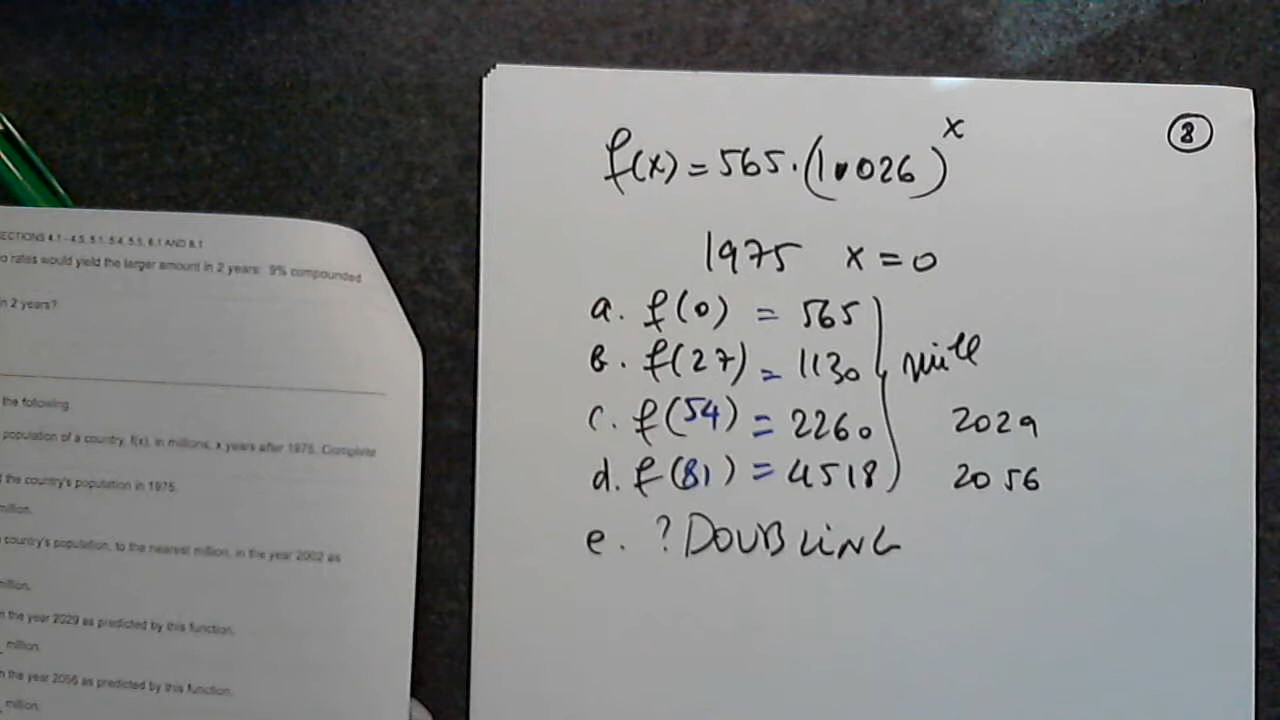 ECTIONS 4.1 - 4.5, 5.1, 5.4, 5.5, 6.1 AND 8.1
o rates would yield the larger amount in 2 years: 9% compounded
n 2 years?
the following
population of a country, f(x), in millions, x years after 1975. Complete
the country's population in 1975.
million.
country's population, to the nearest million, in the year 2002 as
million.
n the year 2029 as predicted by this function.
million.
n the year 2056 as predicted by this function.
million.
8
f(x) = 565 · (1.026)^x
1975 x = 0
a. f(0) = 565
b. f(27) = 1130 mill
c. f(54) = 2260 2029
d. f(81) = 4518 2056
e. ? DOUBLING